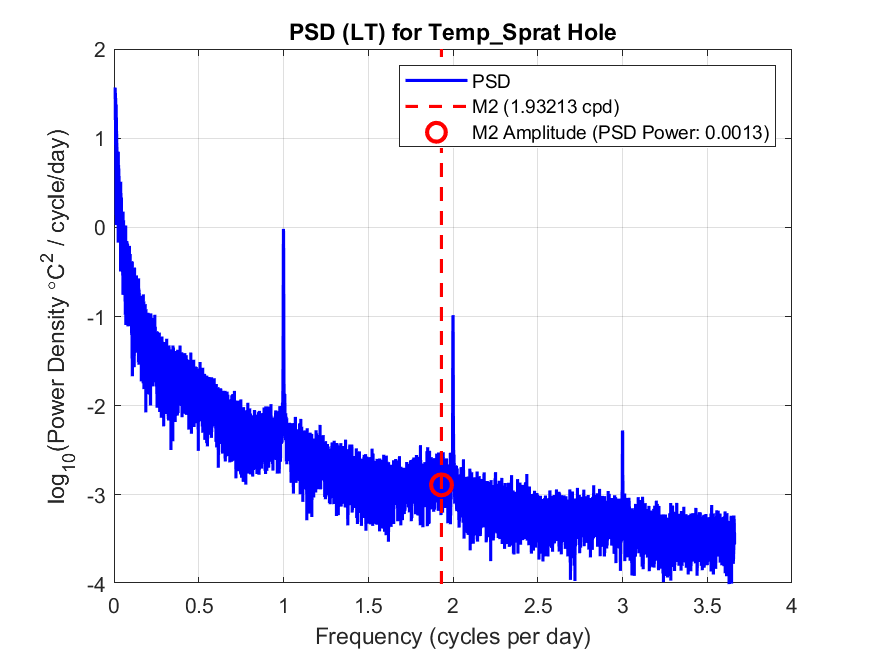 PSD (LT) for Temp_Sprat Hole
PSD
M2 (1.93213 cpd)
M2 Amplitude (PSD Power: 0.0013)
log10(Power Density °C2 / cycle/day)
2
1
0
-1
-2
-3
-4
0 0.5 1 1.5 2 2.5 3 3.5 4
Frequency (cycles per day)